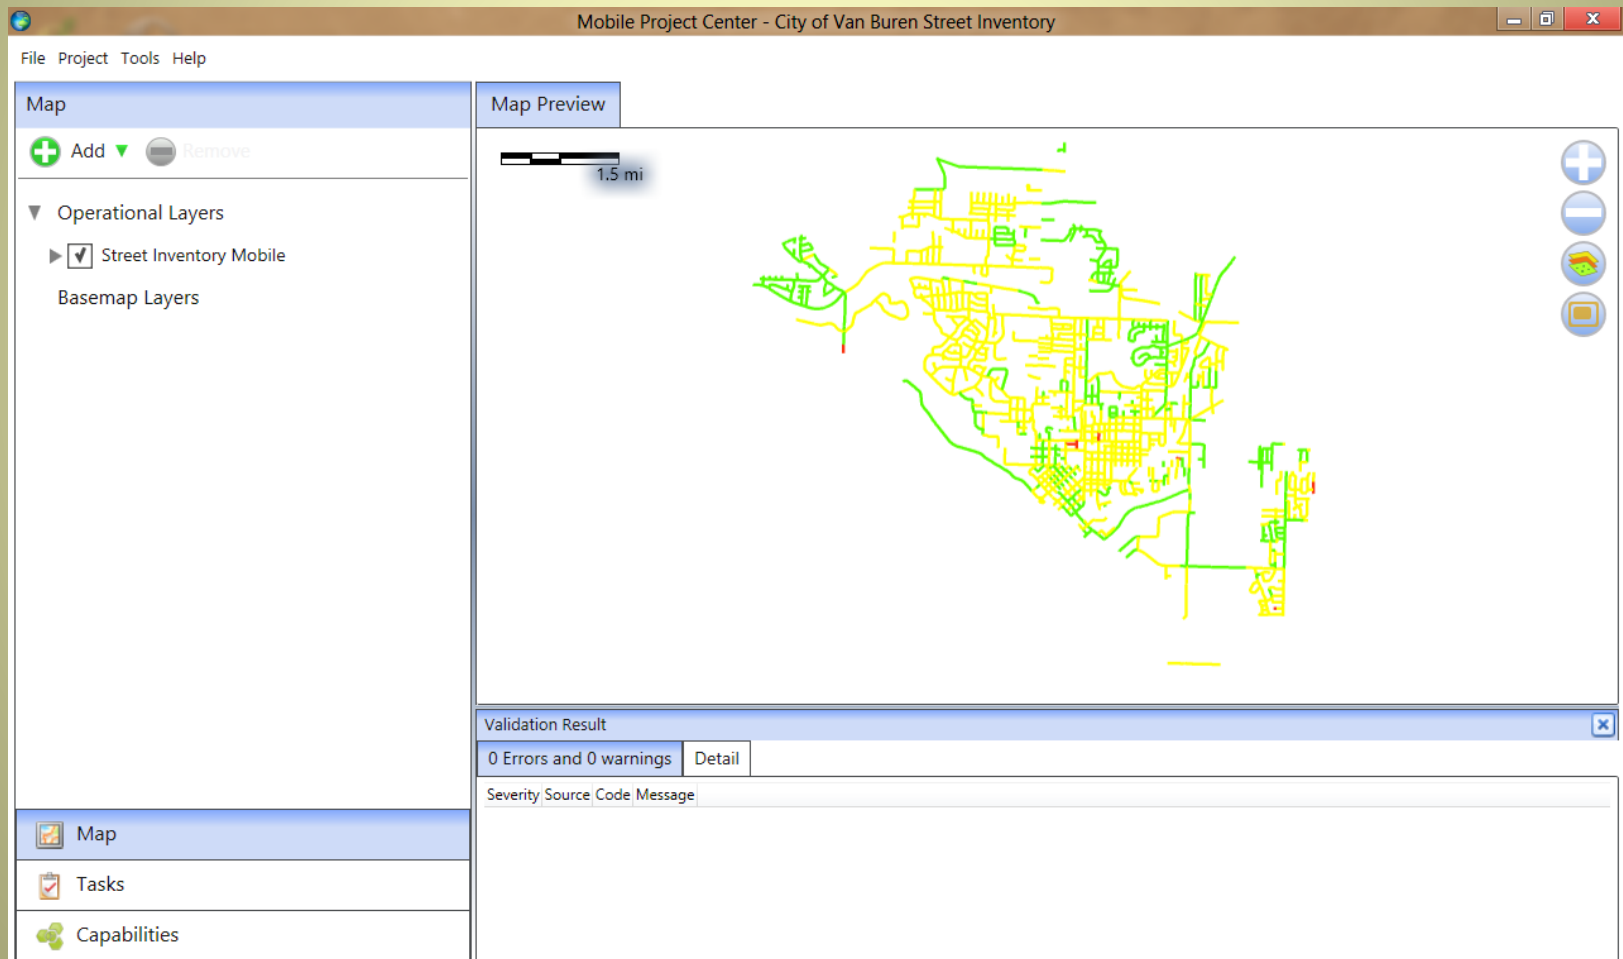 Mobile Project Center - City of Van Buren Street Inventory
File Project Tools Help
Map
Add Remove
Operational Layers
Street Inventory Mobile
Basemap Layers
Map
Tasks
Capabilities
Map Preview
1.5 mi
Validation Result
0 Errors and 0 warnings Detail
Severity Source Code Message